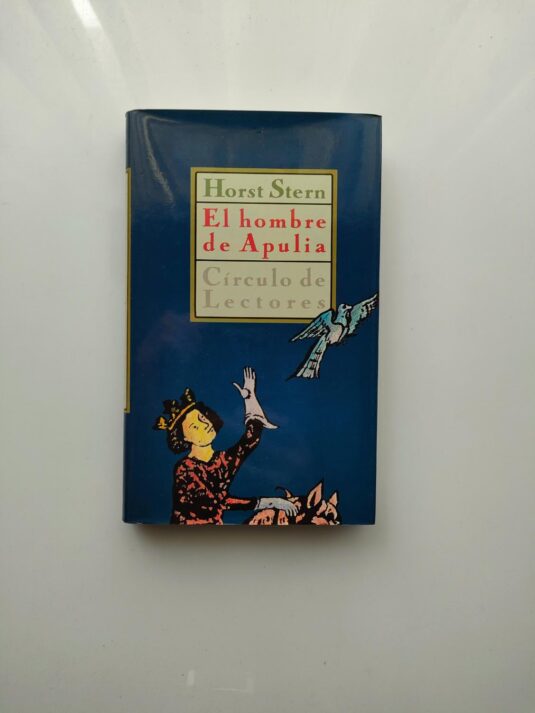 Horst Stern
El hombre
de Apulia
Círculo de
Lectores